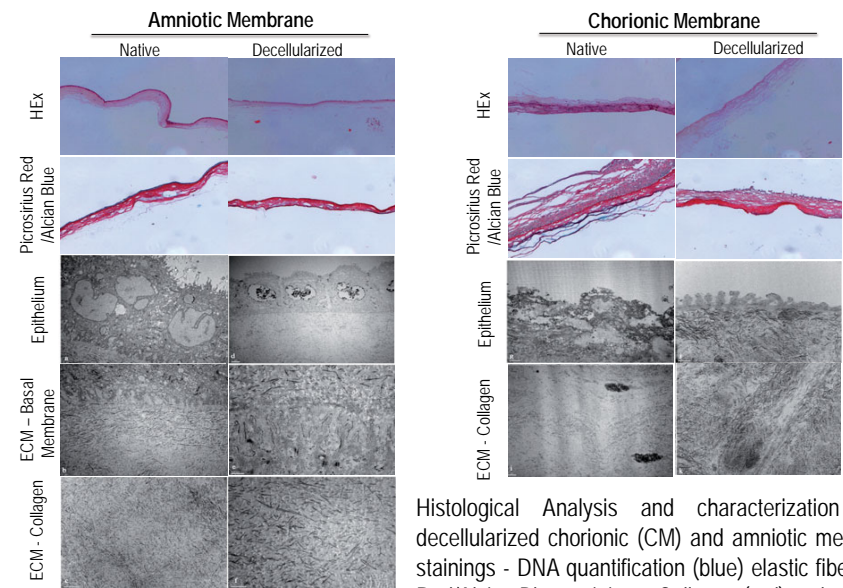 Amniotic Membrane
Native
Decellularized
HEx
Picrosirius Red
/Alcian Blue
Epithelium
ECM – Basal
Membrane
ECM - Collagen
Chorionic Membrane
Native
Decellularized
HEx
Picrosirius Red
/Alcian Blue
Epithelium
ECM - Collagen
Histological Analysis and characterization
decellularized chorionic (CM) and amniotic me
stainings - DNA quantification (blue) elastic fibe